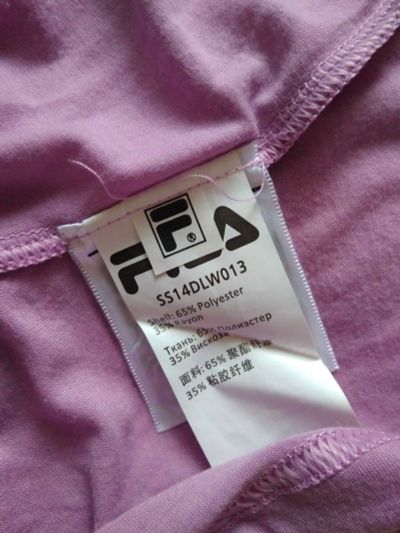 F
®
FILA
SS14DLW013
Shell: 65% Polyester
35% Rayon
Ткань: 65% Полиэстер
35% Вискоза
面料: 65% 聚酯纤维
35% 粘胶纤维